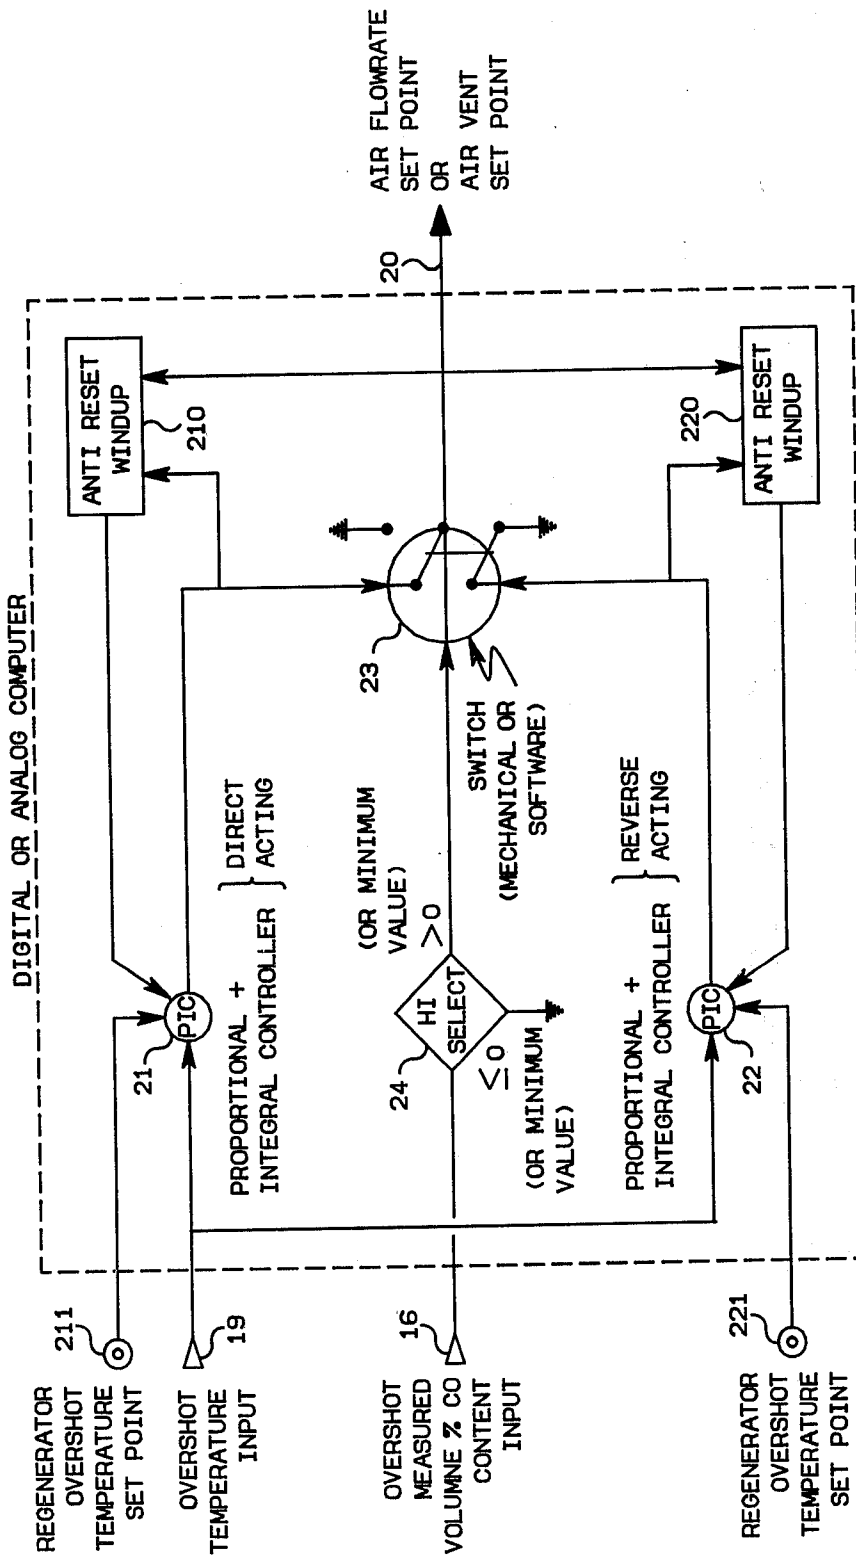 DIGITAL OR ANALOG COMPUTER
REGENERATOR
OVERSHOT
TEMPERATURE
SET POINT
211
OVERSHOT
TEMPERATURE
INPUT
19
OVERSHOT
MEASURED
VOLUMNE % CO
CONTENT
INPUT
16
REGENERATOR
OVERSHOT
TEMPERATURE
SET POINT
221
PIC
21
PROPORTIONAL +
INTEGRAL CONTROLLER
DIRECT
ACTING
HI
SELECT
24
≤0
(OR MINIMUM
VALUE)
>0
(OR MINIMUM
VALUE)
PROPORTIONAL +
INTEGRAL CONTROLLER
REVERSE
ACTING
PIC
22
23
SWITCH
(MECHANICAL OR
SOFTWARE)
ANTI RESET
WINDUP
210
ANTI RESET
WINDUP
220
20
AIR FLOWRATE
SET POINT
OR
AIR VENT
SET POINT